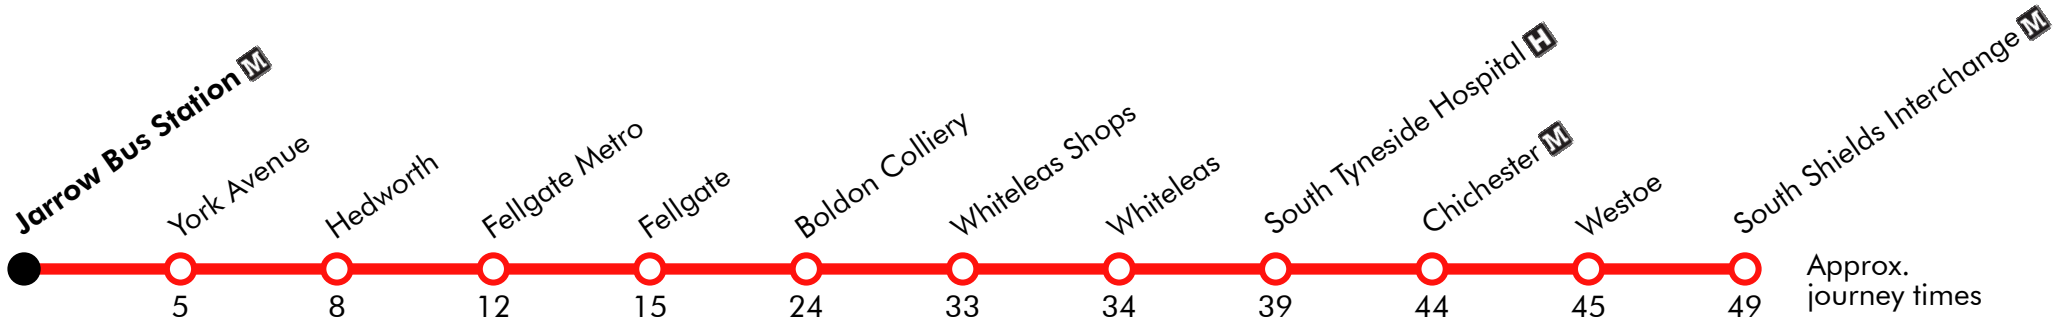 Jarrow Bus Station M
York Avenue
Hedworth
Fellgate Metro
Fellgate
Boldon Colliery
Whiteleas Shops
Whiteleas
South Tyneside Hospital H
Chichester M
Westoe
South Shields Interchange M
5 8 12 15 24 33 34 39 44 45 49
Approx.
journey times